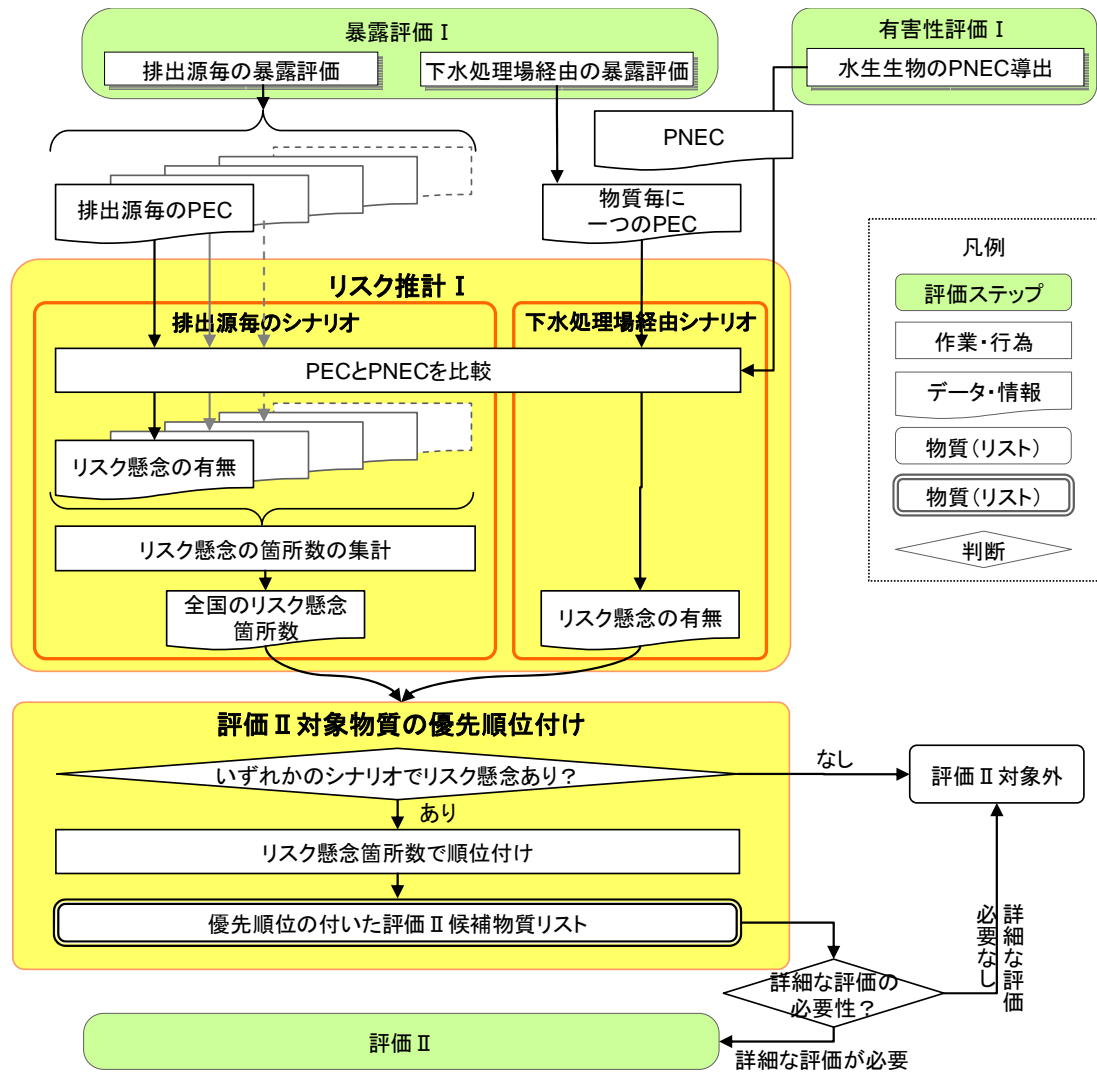 暴露評価Ⅰ
排出源毎の暴露評価
下水処理場経由の暴露評価
有害性評価Ⅰ
水生生物のPNEC導出
PNEC
排出源毎のPEC
物質毎に
一つのPEC
リスク推計Ⅰ
排出源毎のシナリオ
下水処理場経由シナリオ
PECとPNECを比較
リスク懸念の有無
リスク懸念の箇所数の集計
全国のリスク懸念
箇所数
リスク懸念の有無
凡例
評価ステップ
作業・行為
データ・情報
物質(リスト)
物質(リスト)
判断
評価Ⅱ対象物質の優先順位付け
いずれかのシナリオでリスク懸念あり?
なし
評価Ⅱ対象外
あり
リスク懸念箇所数で順位付け
優先順位の付いた評価Ⅱ候補物質リスト
詳細な評価の
必要性?
詳細な評価
必要なし
評価Ⅱ
詳細な評価が必要